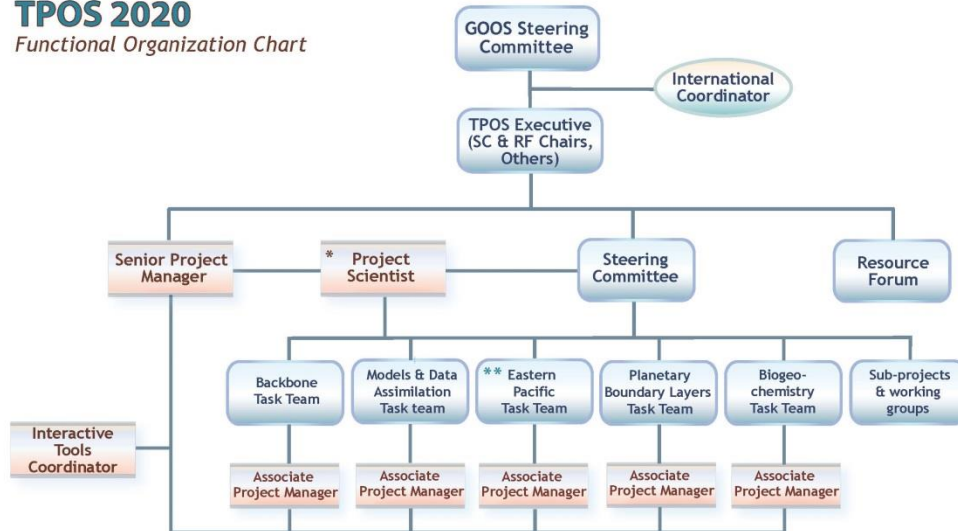 TPOS 2020
Functional Organization Chart
GOOS Steering
Committee
International
Coordinator
TPOS Executive
(SC & RF Chairs,
Others)
Senior Project
Manager
* Project
Scientist
Steering
Committee
Resource
Forum
Backbone
Task Team
Models & Data
Assimilation
Task team
** Eastern
Pacific
Task Team
Planetary
Boundary Layers
Task Team
Biogeo-
chemistry
Task Team
Sub-projects
& working
groups
Interactive
Tools
Coordinator
Associate
Project Manager
Associate
Project Manager
Associate
Project Manager
Associate
Project Manager
Associate
Project Manager